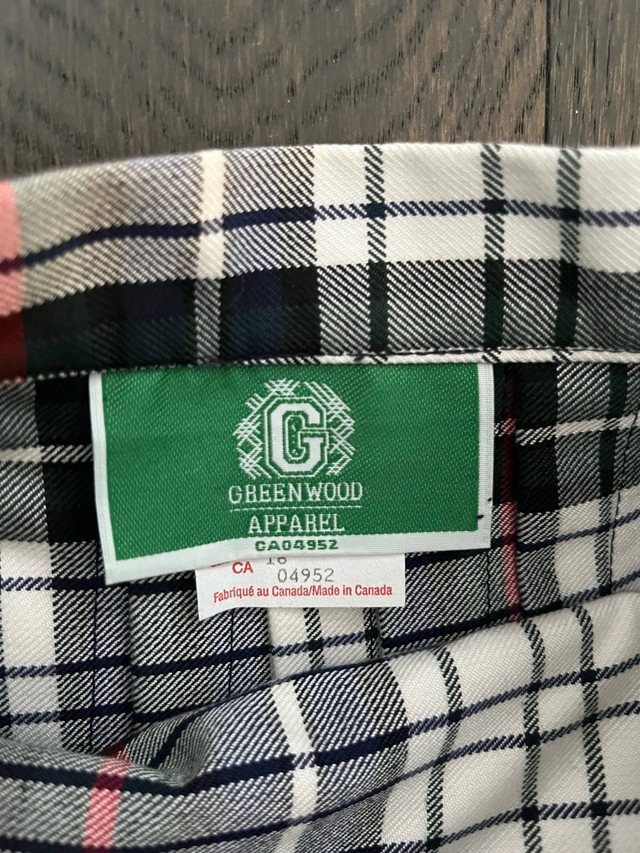 G
GREENWOOD
APPAREL
CA04952
16
CA 04952
Fabriqué au Canada/Made in Canada